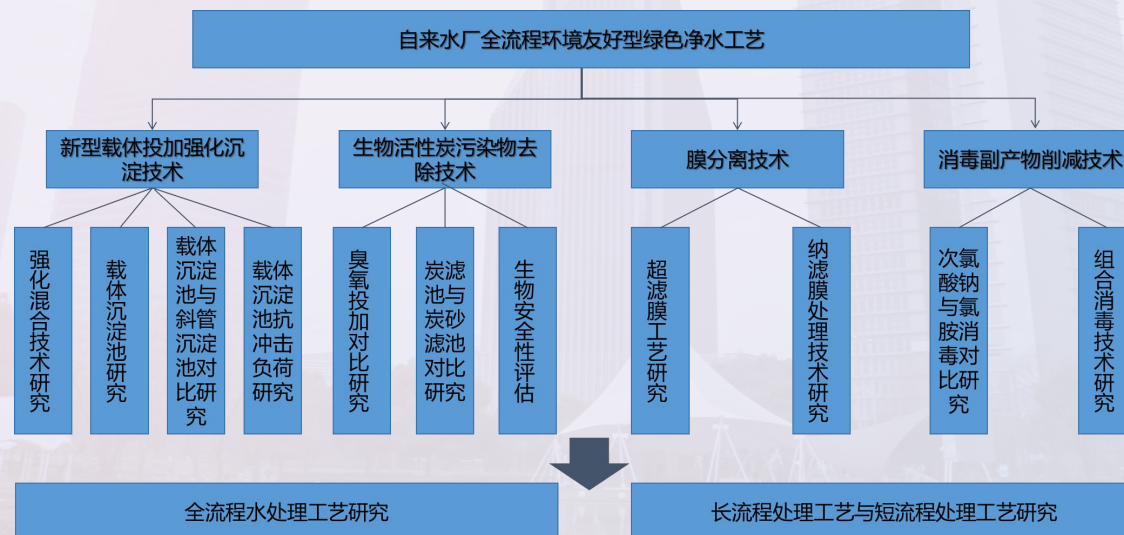 自来水厂全流程环境友好型绿色净水工艺
新型载体投加强化沉
淀技术
生物活性炭污染物去
除技术
膜分离技术
消毒副产物削减技术
强化混合技术研究
载体沉淀池研究
载体
沉淀
池与
斜管
沉淀
池对
比研
究
载体
沉淀
池抗
冲击
负荷
研究
臭氧投加对比研究
炭滤
池与
炭砂
滤池
对比
研究
生物安全性评估
超滤膜工艺研究
纳滤膜处理技术研究
次氯
酸钠
与氯
胺消
毒对
比研
究
组合消毒技术研究
全流程水处理工艺研究
长流程处理工艺与短流程处理工艺研究